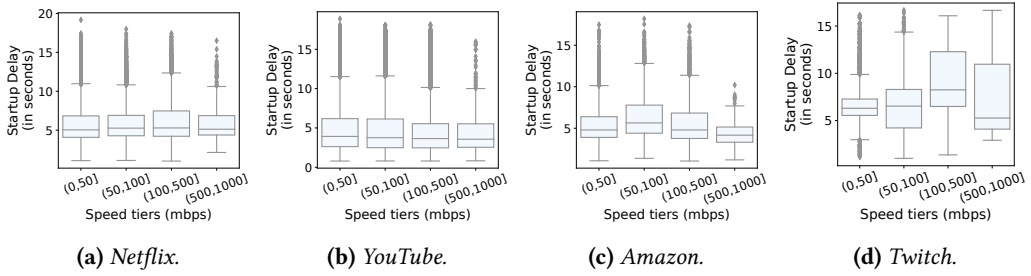 20
15
10
5
Startup Delay
(in seconds)
(0,50]
(50,100]
(100,500]
(500,1000]
Speed tiers (mbps)
(a) Netflix.
15
10
5
0
Startup Delay
(in seconds)
(0,50]
(50,100]
(100,500]
(500,1000]
Speed tiers (mbps)
(b) YouTube.
15
10
5
Startup Delay
(in seconds)
(0,50]
(50,100]
(100,500]
(500,1000]
Speed tiers (mbps)
(c) Amazon.
15
10
5
Startup Delay
(in seconds)
(0,50]
(50,100]
(100,500]
(500,1000]
Speed tiers (mbps)
(d) Twitch.